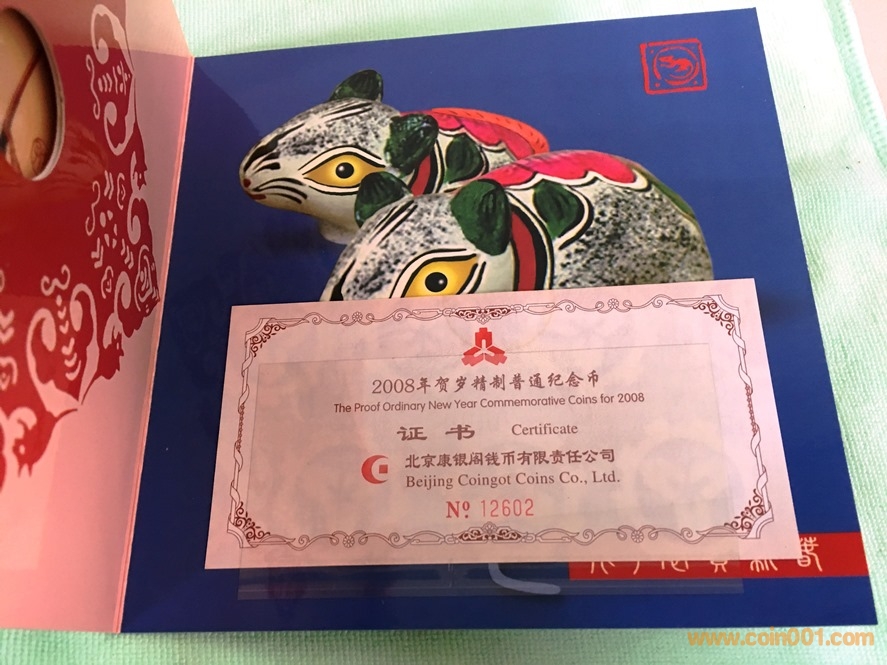 2008年贺岁精制普通纪念币
The Proof Ordinary New Year Commemorative Coins for 2008
证书 Certificate
北京康银阁钱币有限责任公司
Beijing Coingot Coins Co., Ltd.
Nº 12602
www.coin001.com